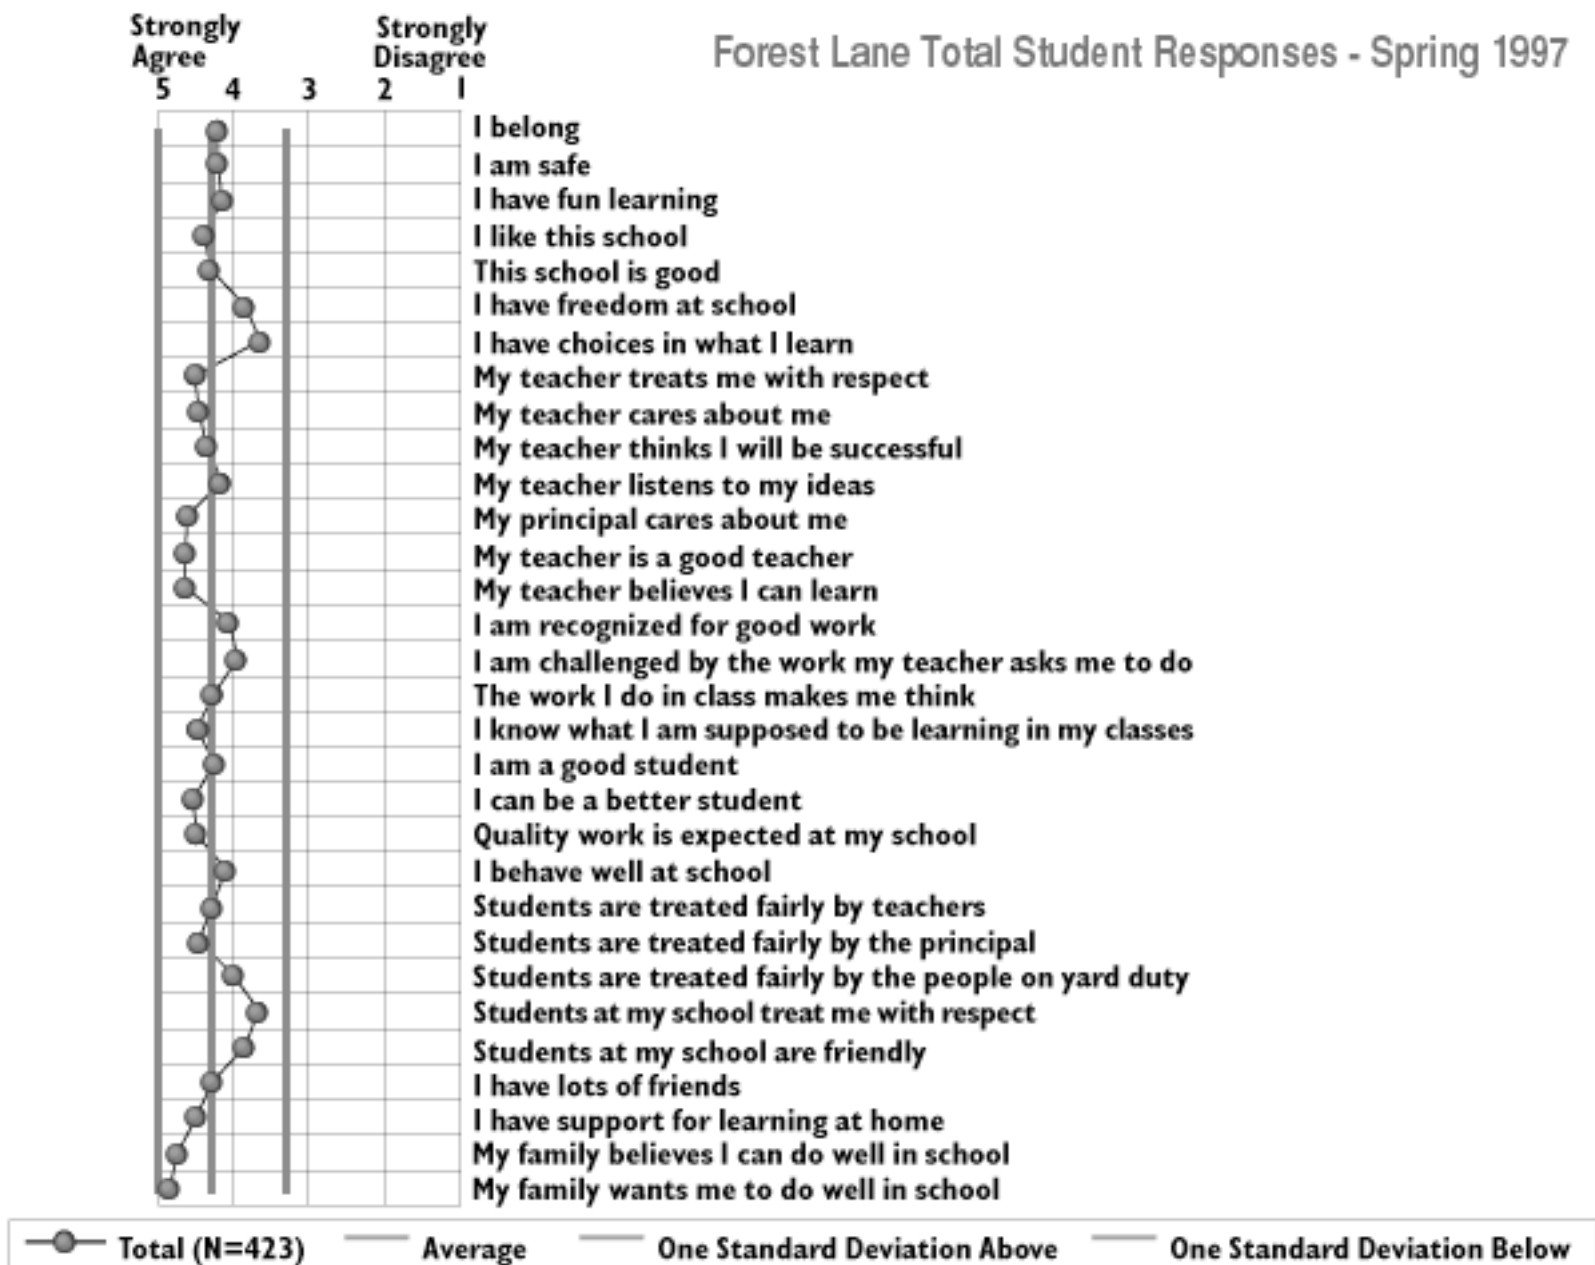 Strongly
Agree
Strongly
Disagree
Forest Lane Total Student Responses - Spring 1997
5 4 3 2 1
I belong
I am safe
I have fun learning
I like this school
This school is good
I have freedom at school
I have choices in what I learn
My teacher treats me with respect
My teacher cares about me
My teacher thinks I will be successful
My teacher listens to my ideas
My principal cares about me
My teacher is a good teacher
My teacher believes I can learn
I am recognized for good work
I am challenged by the work my teacher asks me to do
The work I do in class makes me think
I know what I am supposed to be learning in my classes
I am a good student
I can be a better student
Quality work is expected at my school
I behave well at school
Students are treated fairly by teachers
Students are treated fairly by the principal
Students are treated fairly by the people on yard duty
Students at my school treat me with respect
Students at my school are friendly
I have lots of friends
I have support for learning at home
My family believes I can do well in school
My family wants me to do well in school
Total (N=423) Average One Standard Deviation Above One Standard Deviation Below